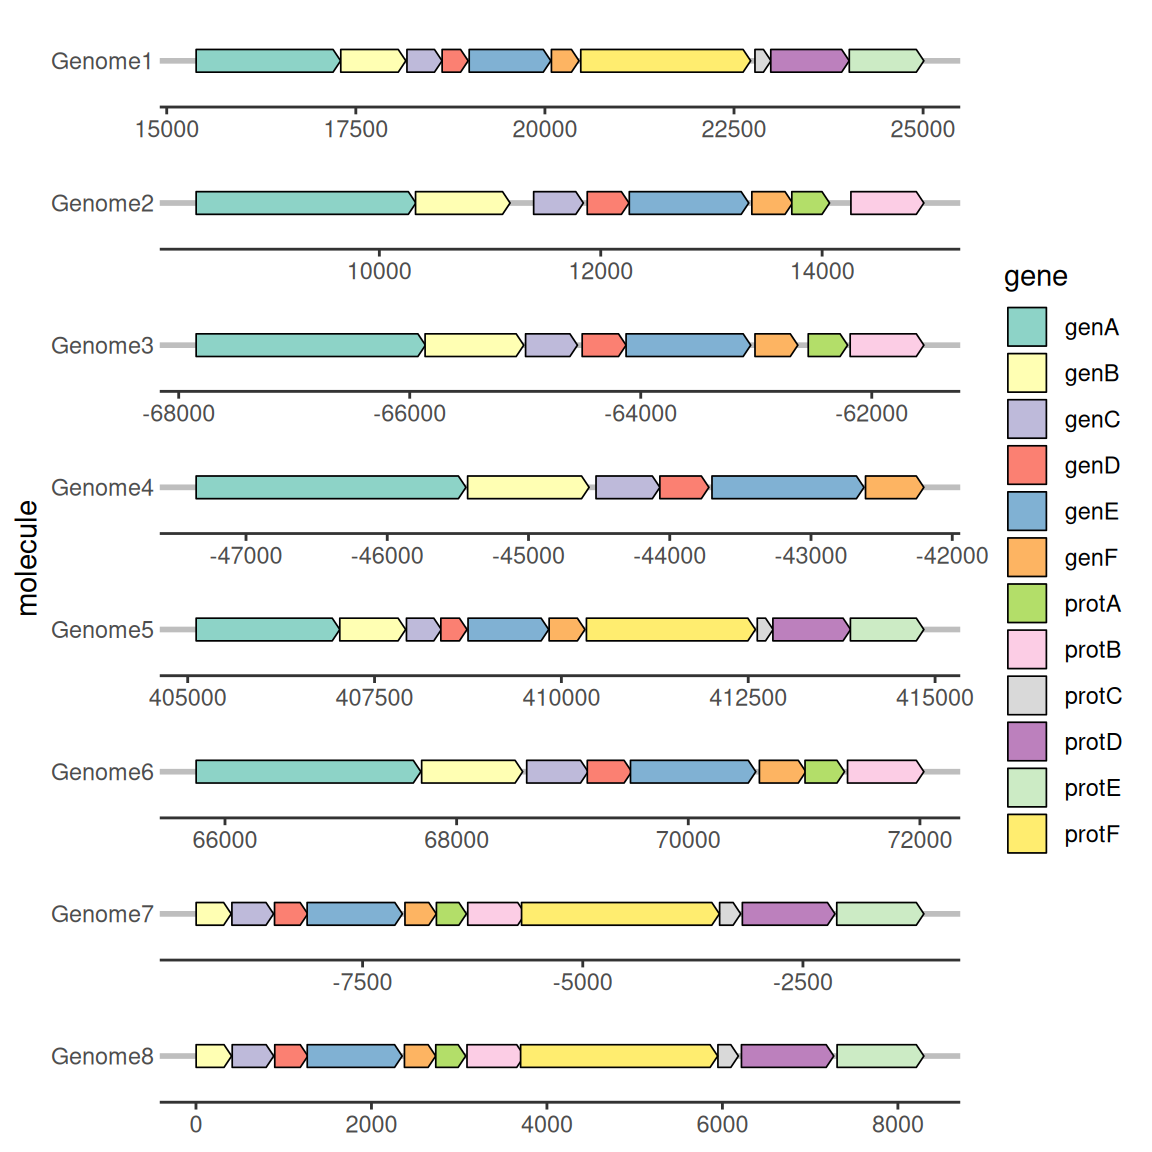 Genome1
15000 17500 20000 22500 25000
Genome2
10000 12000 14000
Genome3
-68000 -66000 -64000 -62000
Genome4
-47000 -46000 -45000 -44000 -43000 -42000
molecule
Genome5
405000 407500 410000 412500 415000
Genome6
66000 68000 70000 72000
Genome7
-7500 -5000 -2500
Genome8
0 2000 4000 6000 8000
gene
genA
genB
genC
genD
genE
genF
protA
protB
protC
protD
protE
protF